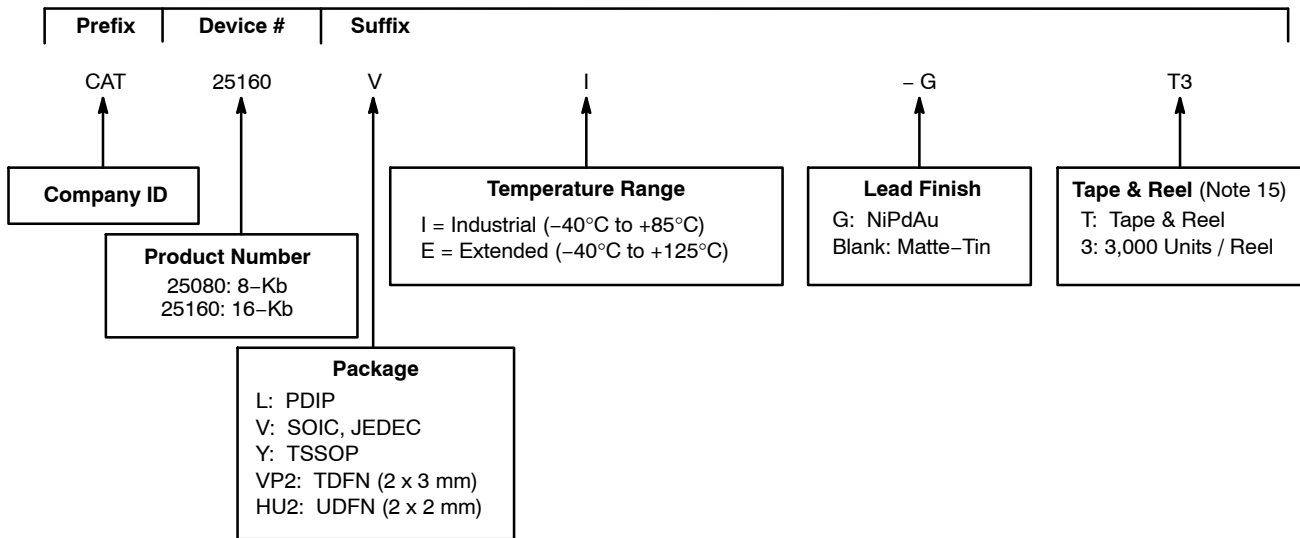 Prefix Device # Suffix
CAT 25160 V I – G T3
Company ID
Product Number
25080: 8–Kb
25160: 16–Kb
Package
L: PDIP
V: SOIC, JEDEC
Y: TSSOP
VP2: TDFN (2 x 3 mm)
HU2: UDFN (2 x 2 mm)
Temperature Range
I = Industrial (–40°C to +85°C)
E = Extended (–40°C to +125°C)
Lead Finish
G: NiPdAu
Blank: Matte–Tin
Tape & Reel (Note 15)
T: Tape & Reel
3: 3,000 Units / Reel